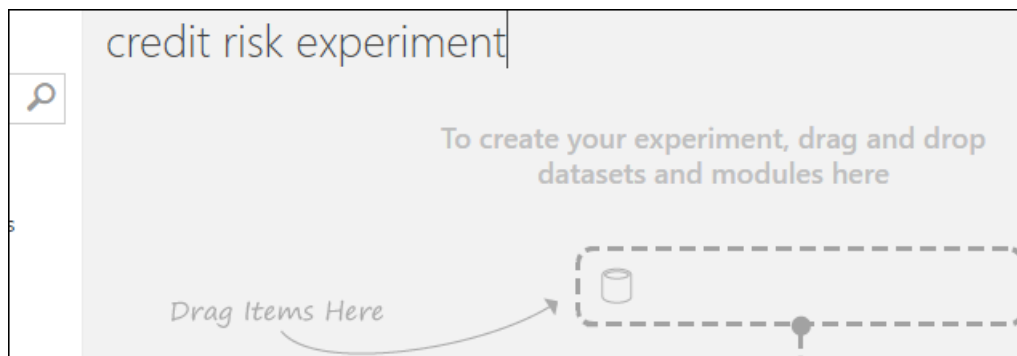 credit risk experiment
To create your experiment, drag and drop
datasets and modules here
s
Drag Items Here